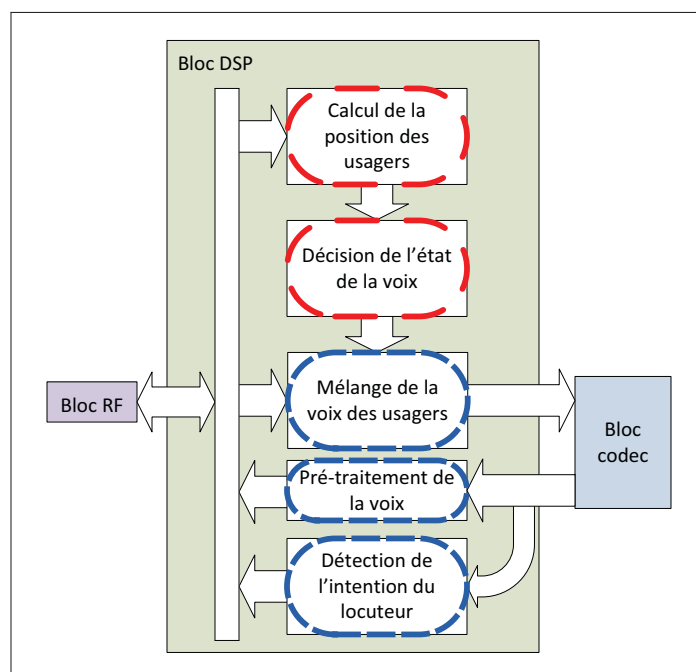 Bloc DSP
Calcul de la
position des
usagers
Décision de l'état
de la voix
Mélange de la
voix des usagers
Bloc RF
Bloc
codec
Pré-traitement de
la voix
Détection de
l'intention du
locuteur